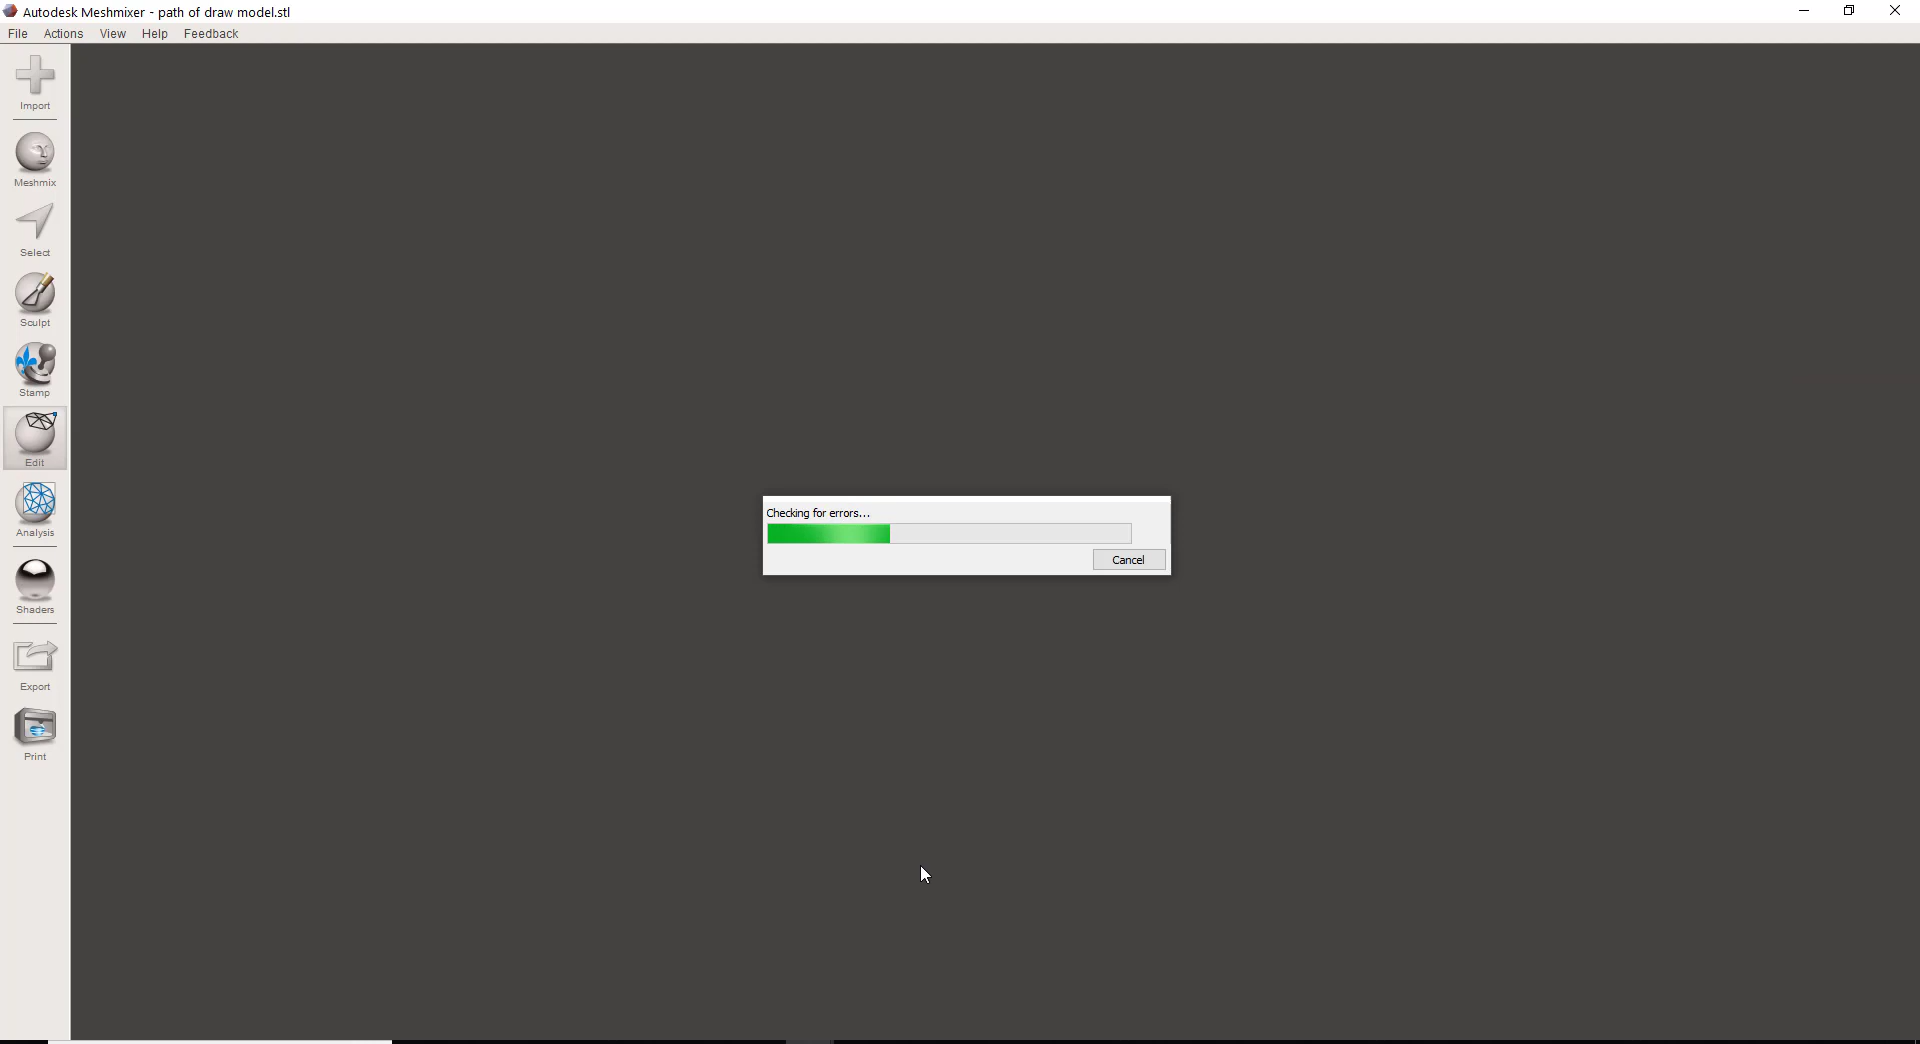 Autodesk Meshmixer - path of draw model.stl
File Actions View Help Feedback
Import
Meshmix
Select
Sculpt
Stamp
Edit
Analysis
Shaders
Export
Print
Checking for errors...
Cancel